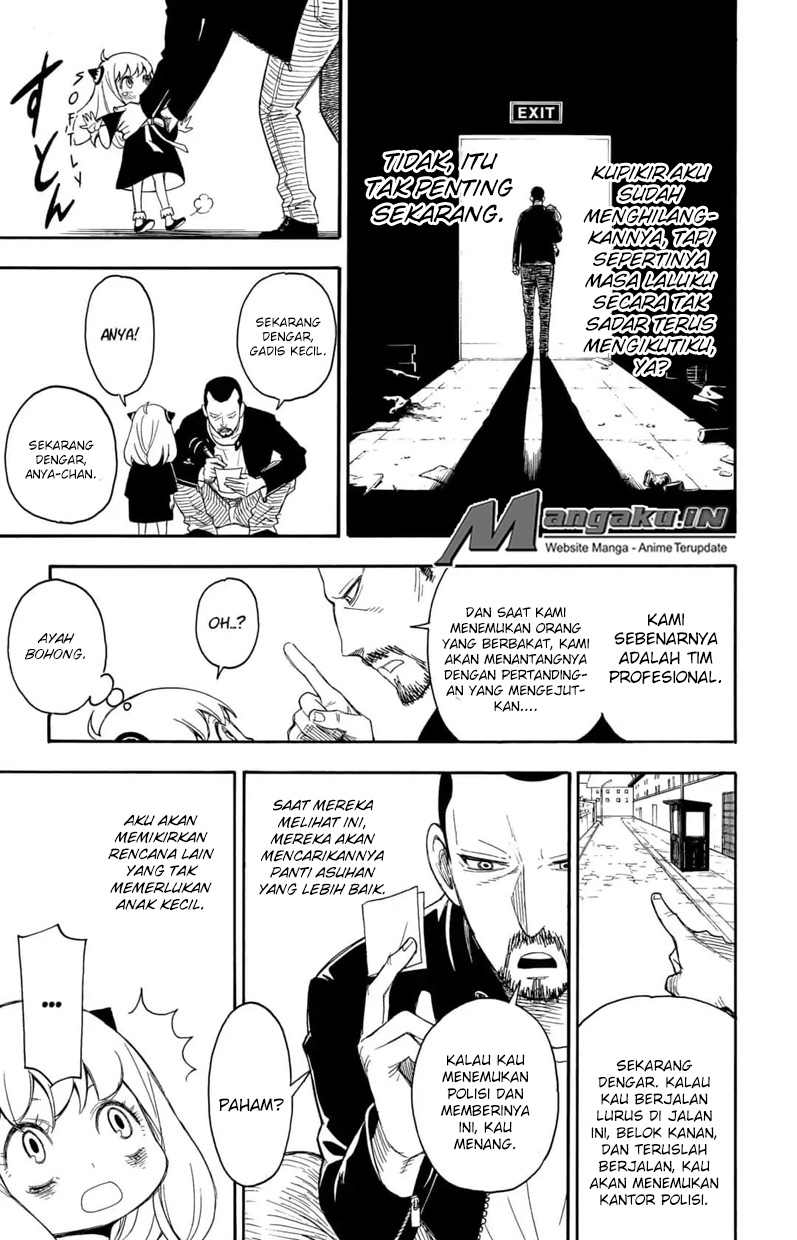 EXIT
KUPIKIR AKU
SUDAH
MENGHILANG-
KANNYA, TAPI
SEPERTINYA
MASA LALUKU
SECARA TAK
SADAR TERUS
MENGIKUTIKU,
YA?
TIDAK, ITU
TAK PENTING
SEKARANG.
すとん
SOFTLY
SEKARANG
DENGAR,
GADIS KECIL.
ANYA!
SEKARANG
DENGAR,
ANYA-CHAN.
Mangaku.IN
Website Manga - Anime Terupdate
KAMI
SEBENARNYA
ADALAH TIM
PROFESIONAL.
DAN SAAT KAMI
MENEMUKAN ORANG
YANG BERBAKAT, KAMI
AKAN MENANTANGNYA
DENGAN PERTANDING-
AN YANG MENGEJUT-
KAN....
OH...?
AYAH
BOHONG.
SEKARANG
DENGAR. KALAU
KAU BERJALAN
LURUS DI JALAN
INI, BELOK KANAN,
DAN TERUSLAH
BERJALAN, KAU
AKAN MENEMUKAN
KANTOR POLISI.
SAAT MEREKA
MELIHAT INI,
MEREKA AKAN
MENCARIKANNYA
PANTI ASUHAN
YANG LEBIH BAIK.
KALAU KAU
MENEMUKAN
POLISI DAN
MEMBERINYA
INI, KAU
MENANG.
PAHAM?
AKU AKAN
MEMIKIRKAN
RENCANA LAIN
YANG TAK
MEMERLUKAN
ANAK KECIL.
...